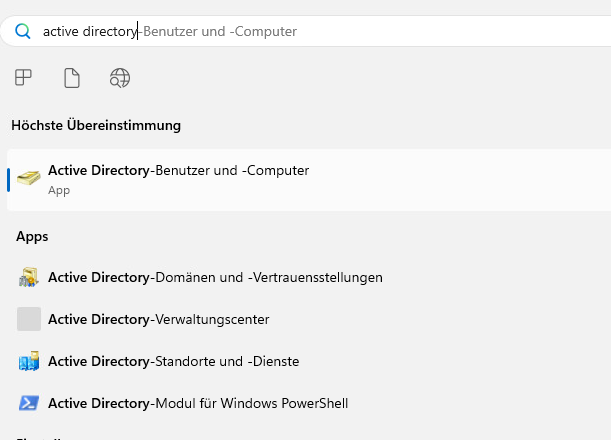 active directory-Benutzer und -Computer
Höchste Übereinstimmung
Active Directory-Benutzer und -Computer
App
Apps
Active Directory-Domänen und -Vertrauensstellungen
Active Directory-Verwaltungscenter
Active Directory-Standorte und -Dienste
Active Directory-Modul für Windows PowerShell